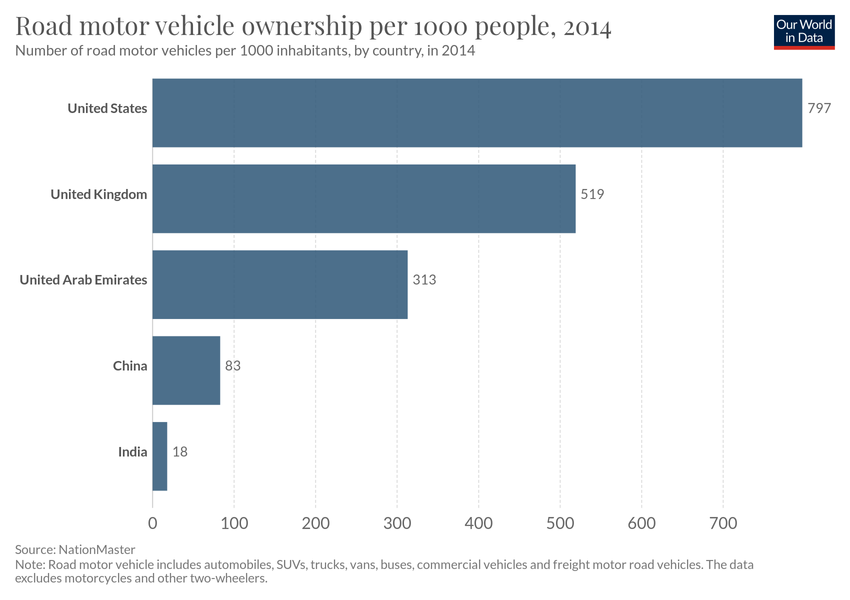 Road motor vehicle ownership per 1000 people, 2014
Our World
in Data
Number of road motor vehicles per 1000 inhabitants, by country, in 2014
United States
797
United Kingdom
519
United Arab Emirates
313
China
83
India
18
0
100
200
300
400
500
600
700
Source: NationMaster
Note: Road motor vehicle includes automobiles, SUVs, trucks, vans, buses, commercial vehicles and freight motor road vehicles. The data
excludes motorcycles and other two-wheelers.